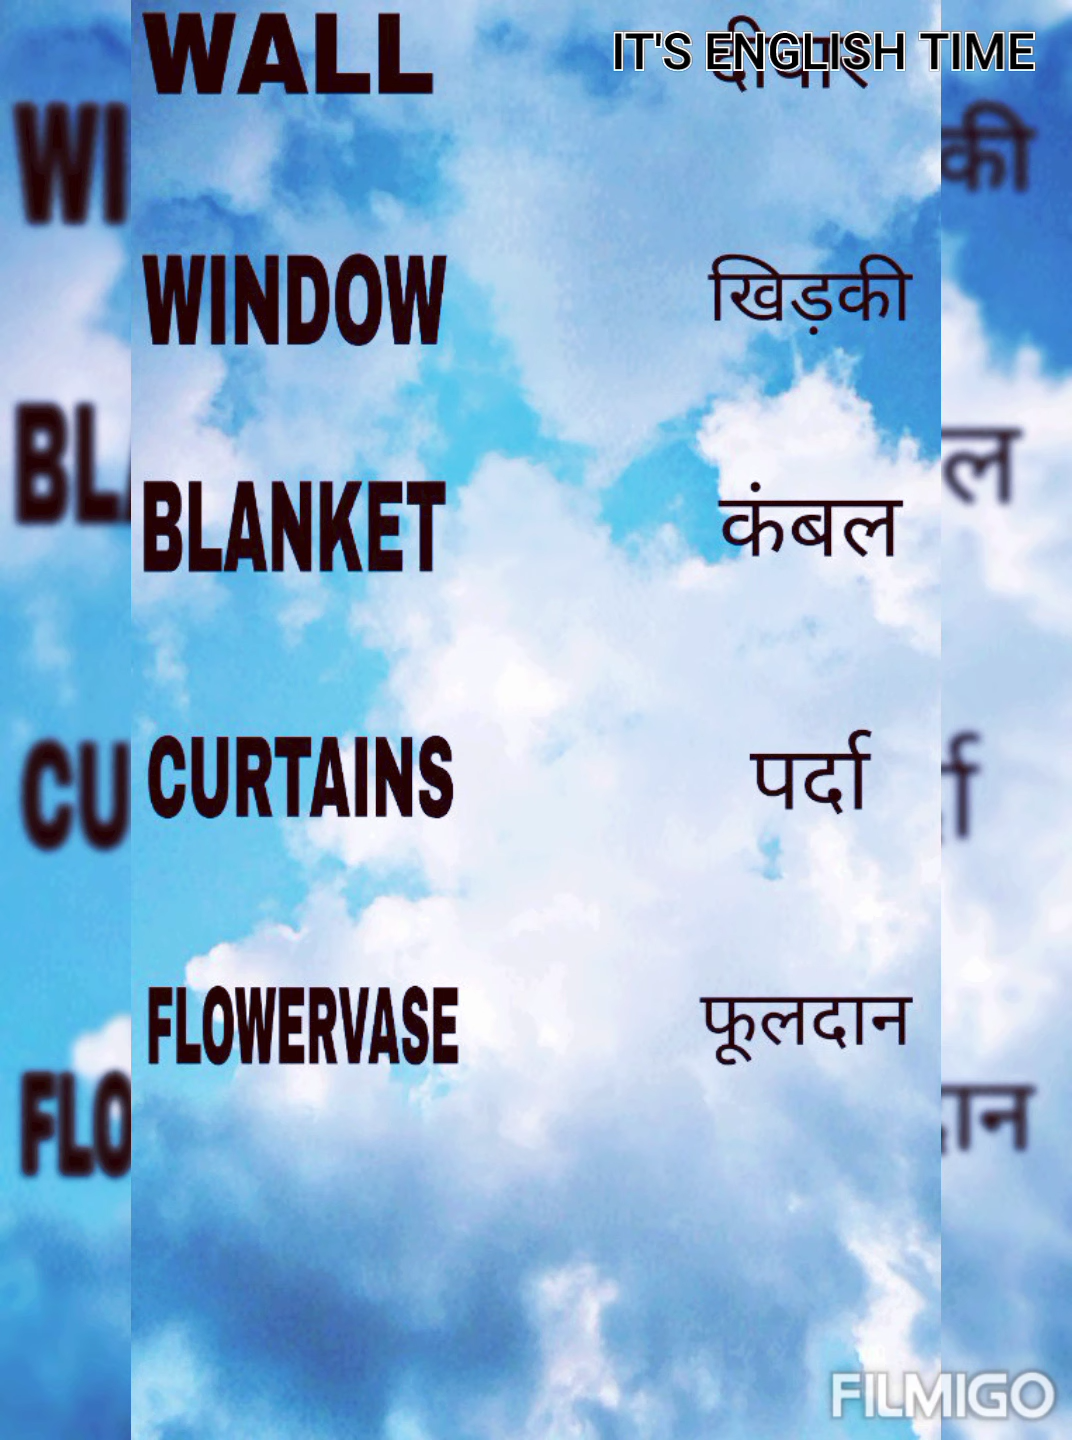 WALL दीवार
IT'S ENGLISH TIME
WINDOW खिड़की
BLANKET कंबल
CURTAINS पर्दा
FLOWERVASE फूलदान
FILMIGO